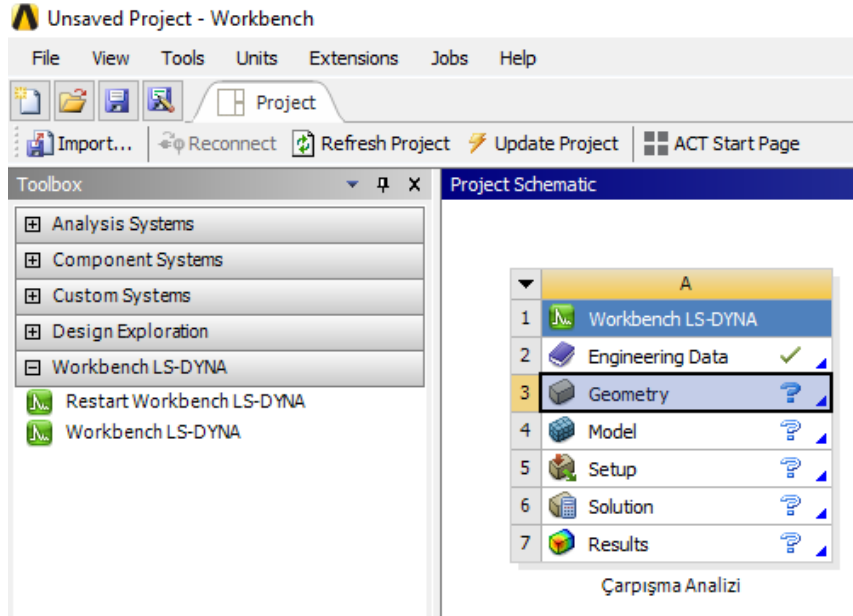 Unsaved Project - Workbench
File View Tools Units Extensions Jobs Help
Project
Import... Reconnect Refresh Project Update Project ACT Start Page
Toolbox
Analysis Systems
Component Systems
Custom Systems
Design Exploration
Workbench LS-DYNA
Restart Workbench LS-DYNA
Workbench LS-DYNA
Project Schematic
A
1 Workbench LS-DYNA
2 Engineering Data
3 Geometry ?
4 Model ?
5 Setup ?
6 Solution ?
7 Results ?
Çarpışma Analizi